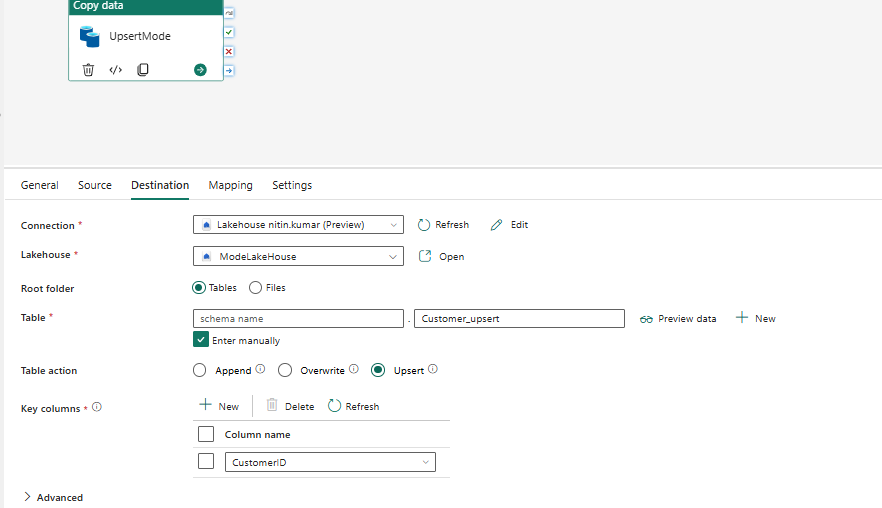 Copy data
UpsertMode
General Source Destination Mapping Settings
Connection * Lakehouse nitin.kumar (Preview) Refresh Edit
Lakehouse * ModeLakeHouse Open
Root folder Tables Files
Table * schema name . Customer_upsert Preview data New
Enter manually
Table action Append Overwrite Upsert
Key columns * New Delete Refresh
Column name
CustomerID
Advanced